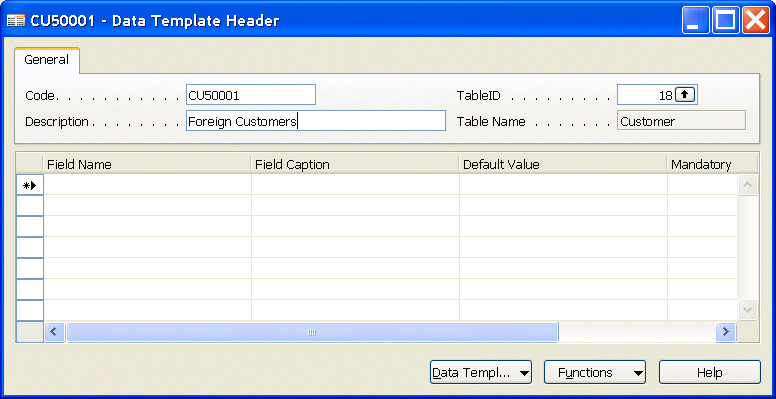 CU50001 - Data Template Header
General
Code. . . . . . . . . . . CU50001 TableID . . . . . . . . 18
Description . . . . . . . . Foreign Customers Table Name . . . . . . . Customer
Field Name Field Caption Default Value Mandatory
Data Templ... Functions Help